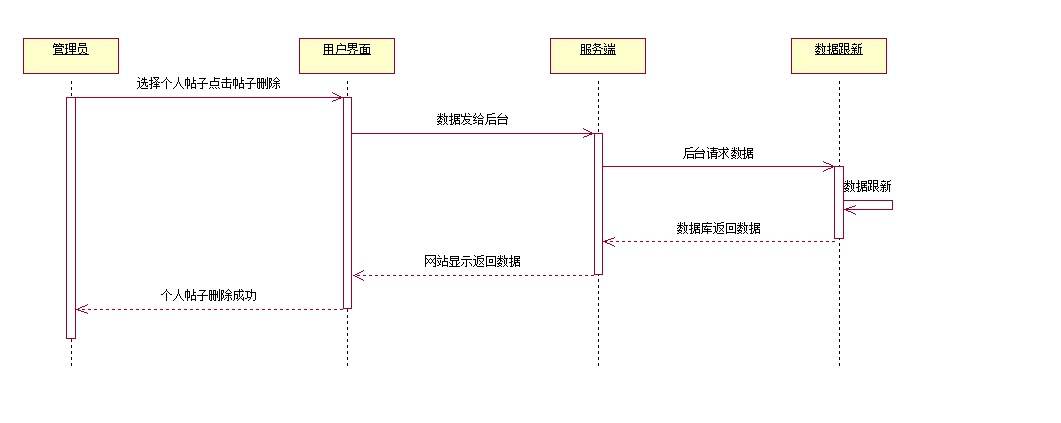 管理员
用户界面
服务端
数据跟新
选择个人帖子点击帖子删除
数据发给后台
后台请求数据
数据跟新
数据库返回数据
网站显示返回数据
个人帖子删除成功